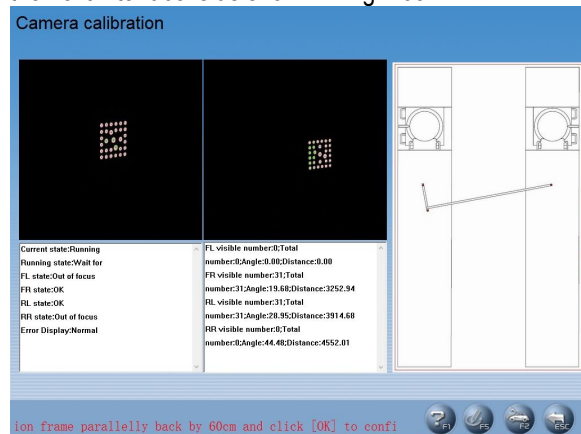 Camera calibration
Current state:Running
Running state:Wait for
FL state:Out of focus
FR state:OK
RL state:OK
RR state:Out of focus
Error Display:Normal
FL visible number:0;Total
number:0;Angle:0.00;Distance:0.00
FR visible number:31;Total
number:31;Angle:19.68;Distance:3252.94
RL visible number:31;Total
number:31;Angle:28.95;Distance:3914.68
RR visible number:0;Total
number:0;Angle:44.48;Distance:4552.01
ion frame parallelly back by 60cm and click [OK] to confi
F1
F5
F2
ESC